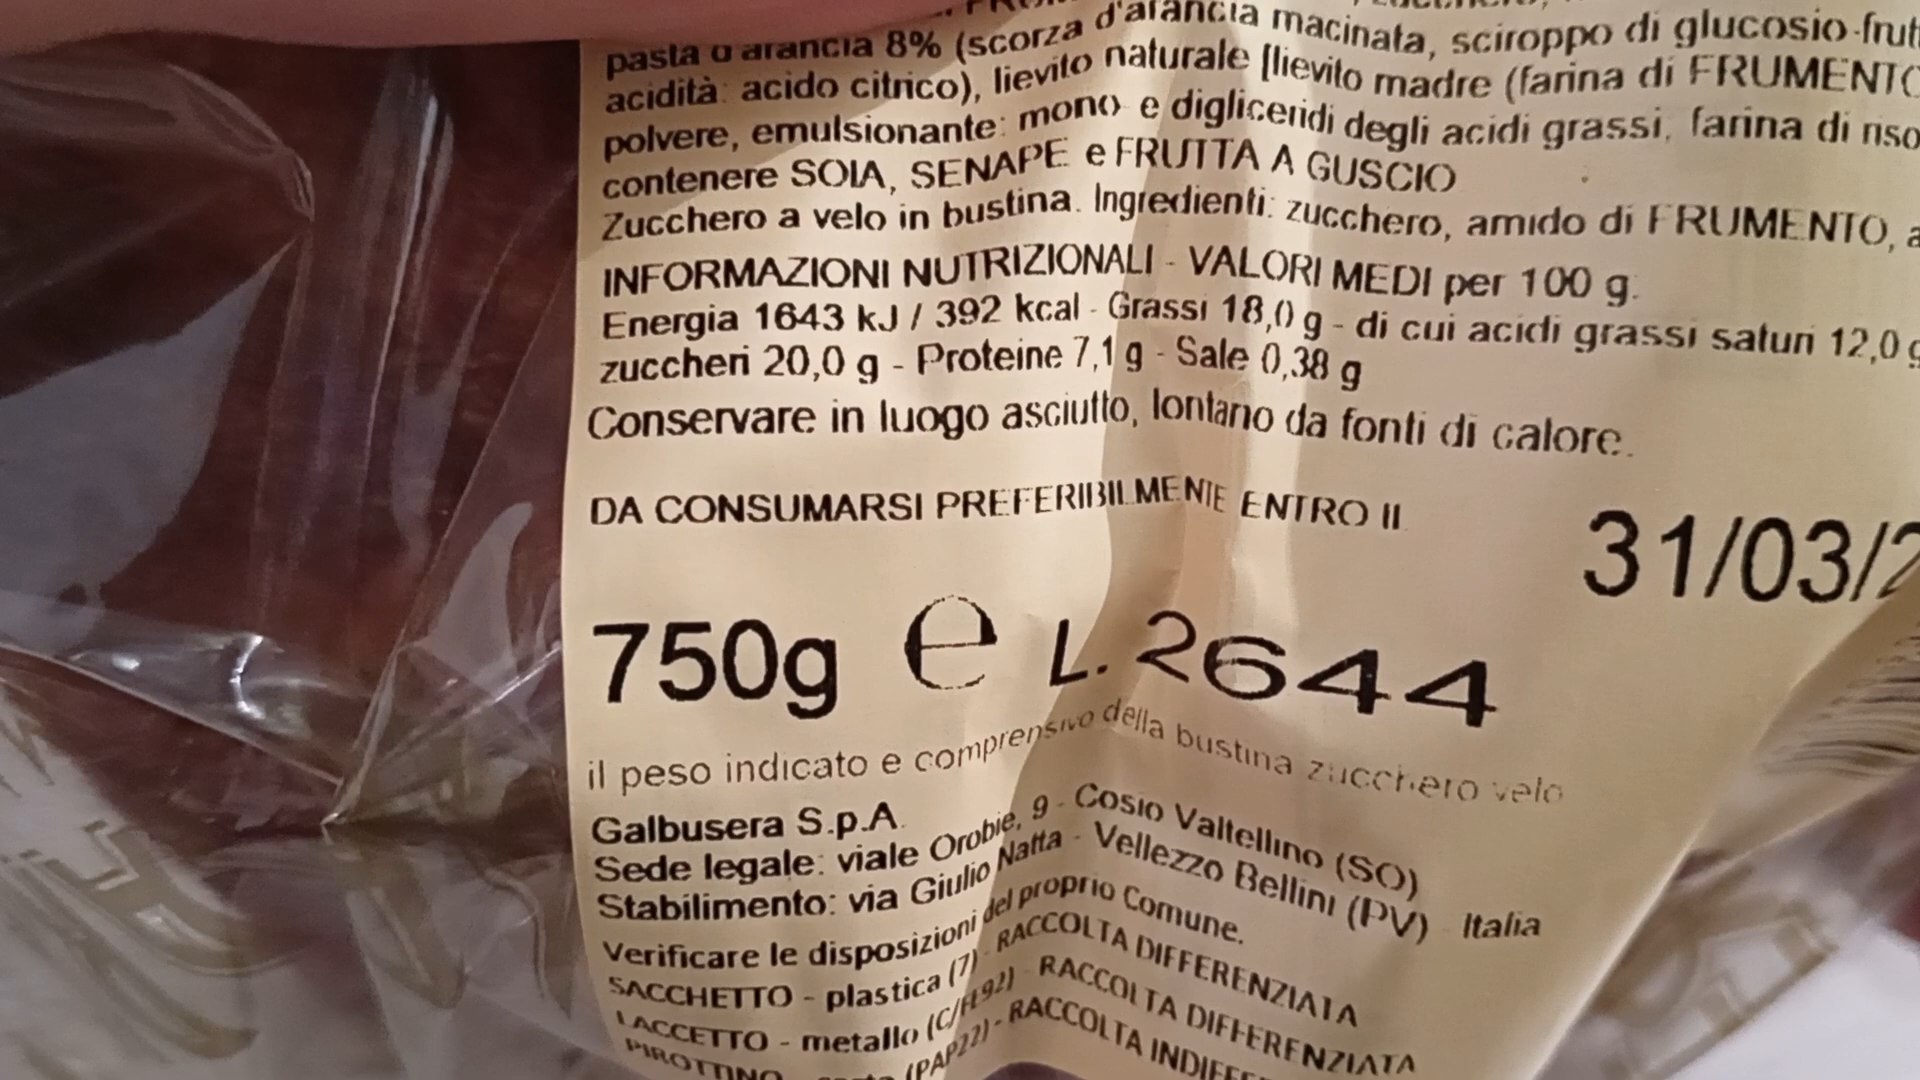 pasta d'arancia 8% (scorza d'arancia macinata, sciroppo di glucosio-frut
acidità: acido citrico), lievito naturale [lievito madre (farina di FRUMENTO
polvere, emulsionante: mono e digliceridi degli acidi grassi, farina di riso
contenere SOIA, SENAPE e FRUTTA A GUSCIO
Zucchero a velo in bustina. Ingredienti: zucchero, amido di FRUMENTO, a
INFORMAZIONI NUTRIZIONALI - VALORI MEDI per 100 g:
Energia 1643 kJ / 392 kcal - Grassi 18,0 g - di cui acidi grassi saturi 12,0 g
zuccheri 20,0 g - Proteine 7,1 g - Sale 0,38 g
Conservare in luogo asciutto, lontano da fonti di calore.
DA CONSUMARSI PREFERIBILMENTE ENTRO IL
31/03/2
750g e L. 2644
il peso indicato e comprensivo della bustina zucchero velo
Galbusera S.p.A.
Sede legale: viale Orobie, 9 - Cosio Valtellino (SO)
Stabilimento: via Giulio Natta - Vellezzo Bellini (PV) Italia
Verificare le disposizioni del proprio Comune.
SACCHETTO - plastica (7) - RACCOLTA DIFFERENZIATA
LACCETTO - metallo (C/FE92) - RACCOLTA DIFFERENZIATA
PIROTTINO (PAP22) - RACCOLTA INDIFFE